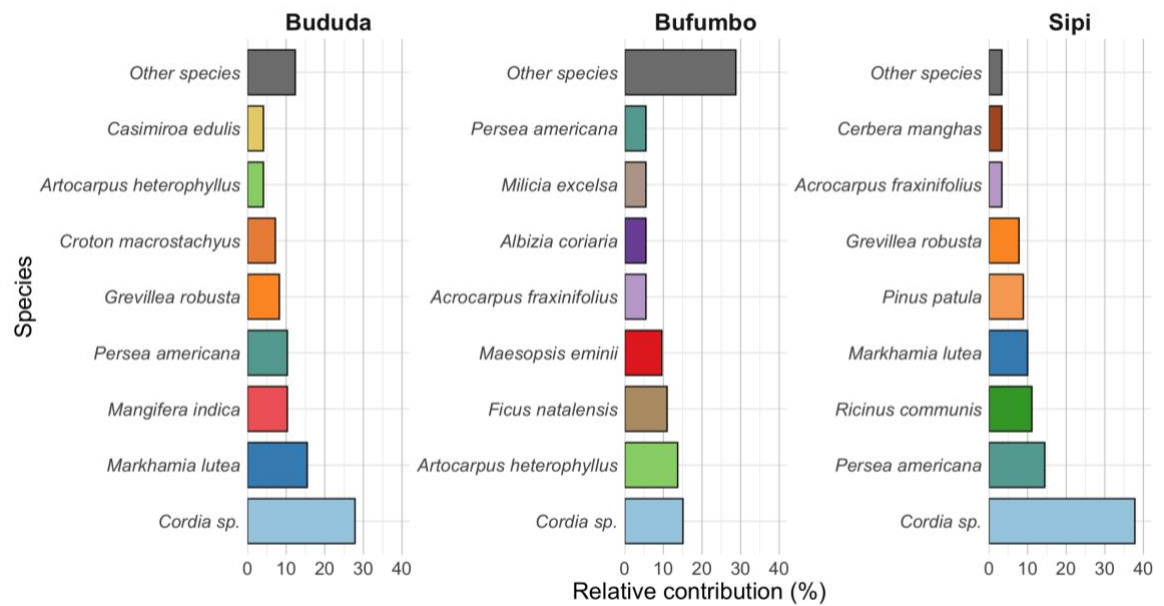 Bududa
Bufumbo
Sipi
Species
Other species
Casimiroa edulis
Artocarpus heterophyllus
Croton macrostachyus
Grevillea robusta
Persea americana
Mangifera indica
Markhamia lutea
Cordia sp.
0 10 20 30 40
Other species
Persea americana
Milicia excelsa
Albizia coriaria
Acrocarpus fraxinifolius
Maesopsis eminii
Ficus natalensis
Artocarpus heterophyllus
Cordia sp.
0 10 20 30 40
Other species
Cerbera manghas
Acrocarpus fraxinifolius
Grevillea robusta
Pinus patula
Markhamia lutea
Ricinus communis
Persea americana
Cordia sp.
0 10 20 30 40
Relative contribution (%)